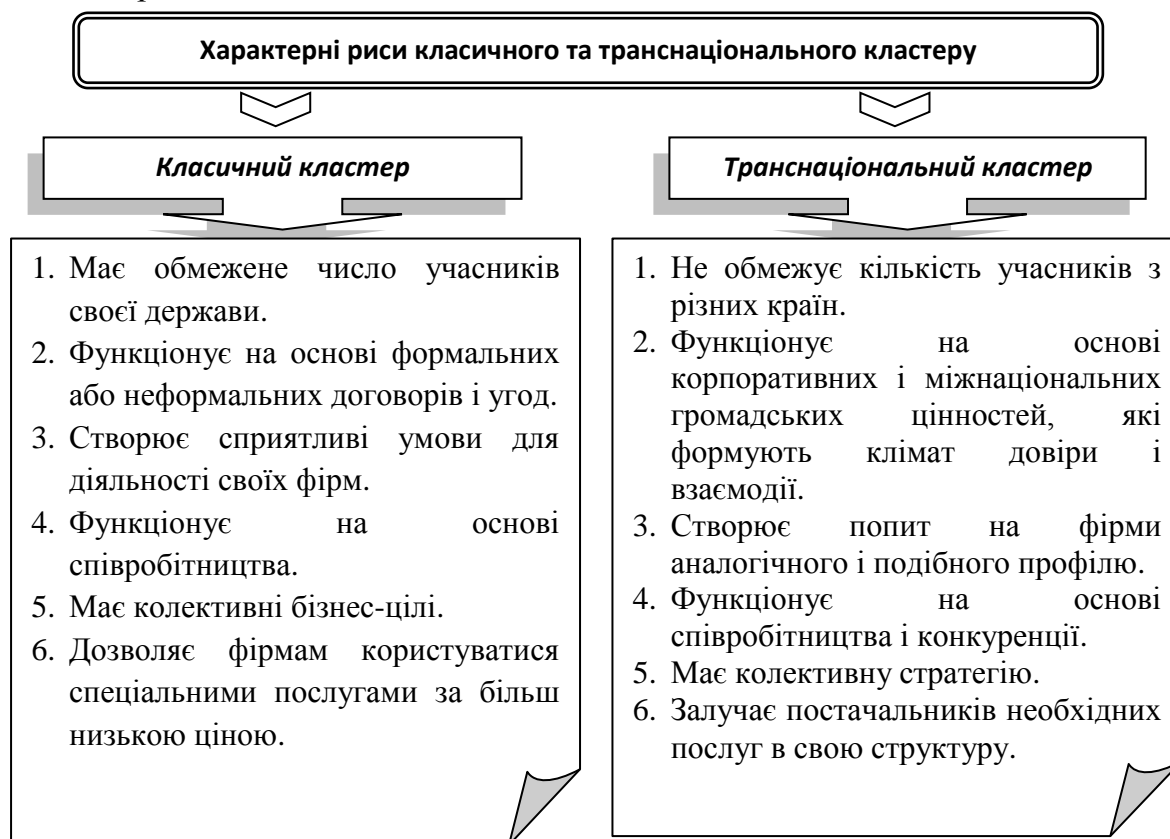 Характерні риси класичного та транснаціонального кластеру
Класичний кластер
1. Має обмежене число учасників
своєї держави.
2. Функціонує на основі формальних
або неформальних договорів і угод.
3. Створює сприятливі умови для
діяльності своїх фірм.
4. Функціонує на основі
співробітництва.
5. Має колективні бізнес-цілі.
6. Дозволяє фірмам користуватися
спеціальними послугами за більш
низькою ціною.
Транснаціональний кластер
1. Не обмежує кількість учасників з
різних країн.
2. Функціонує на основі
корпоративних і міжнаціональних
громадських цінностей, які
формують клімат довіри і
взаємодії.
3. Створює попит на фірми
аналогічного і подібного профілю.
4. Функціонує на основі
співробітництва і конкуренції.
5. Має колективну стратегію.
6. Залучає постачальників необхідних
послуг в свою структуру.